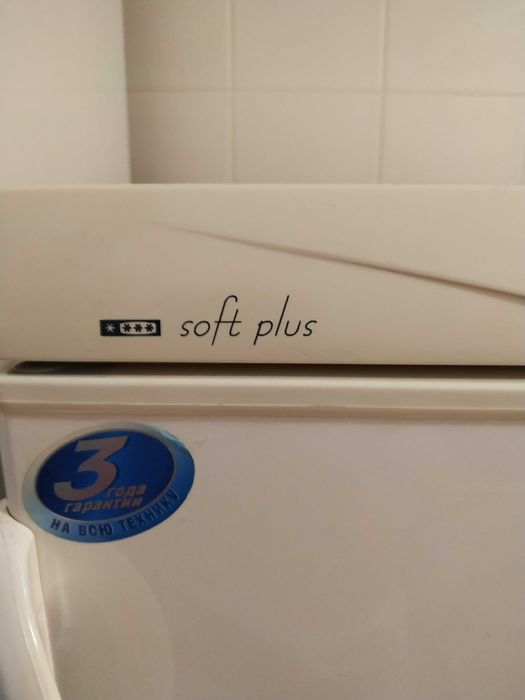 * *** soft plus
3
года
гарантии
НА ВСЮ ТЕХНИКУ